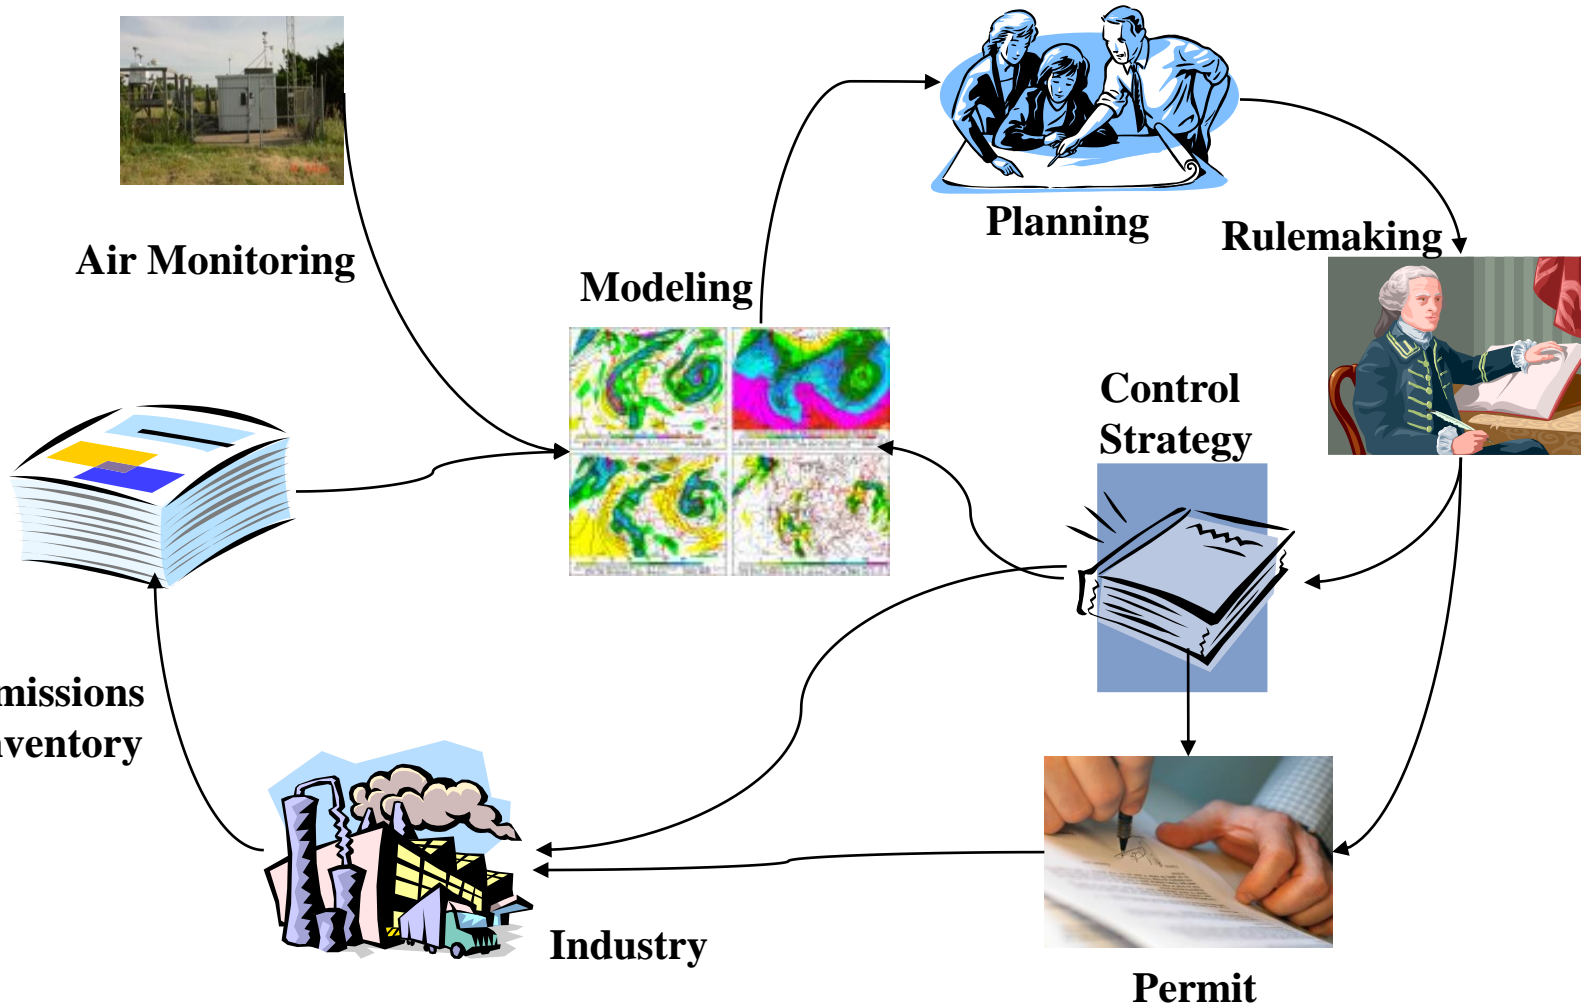 Planning
Rulemaking
Air Monitoring
Modeling
Control
Strategy
missions
ventory
Industry
Permit